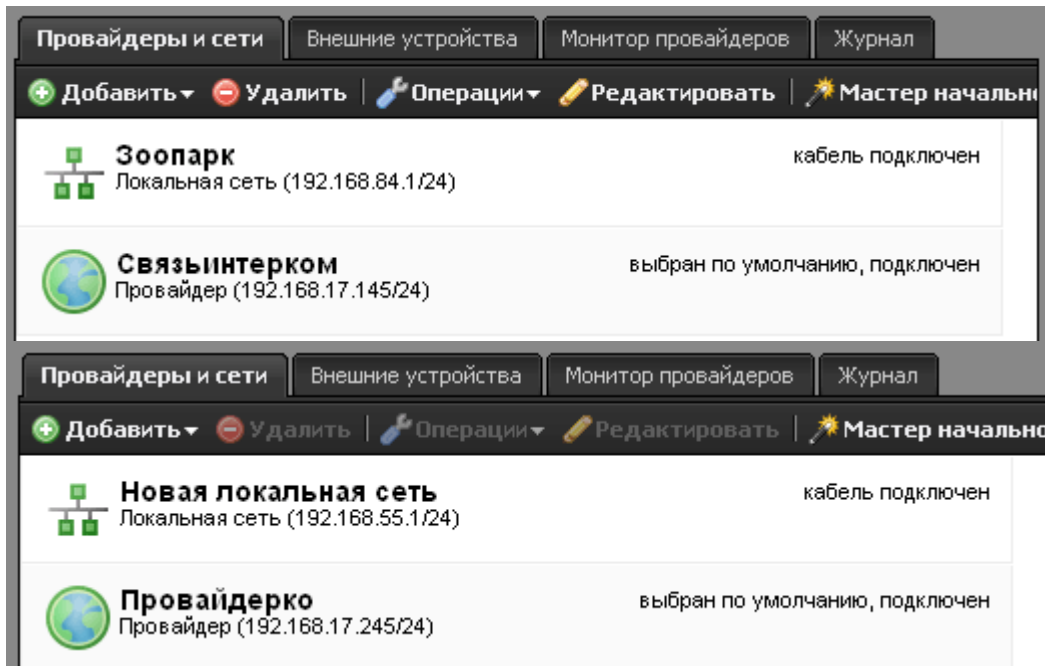 Провайдеры и сети Внешние устройства Монитор провайдеров Журнал
Добавить Удалить Операции Редактировать Мастер начально
Зоопарк кабель подключен
Локальная сеть (192.168.84.1/24)
Связьинтерком выбран по умолчанию, подключен
Провайдер (192.168.17.145/24)
Провайдеры и сети Внешние устройства Монитор провайдеров Журнал
Добавить Удалить Операции Редактировать Мастер начально
Новая локальная сеть кабель подключен
Локальная сеть (192.168.55.1/24)
Провайдерко выбран по умолчанию, подключен
Провайдер (192.168.17.245/24)